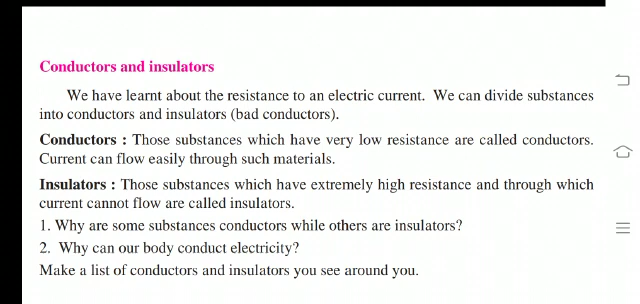 Conductors and insulators
We have learnt about the resistance to an electric current. We can divide substances
into conductors and insulators (bad conductors).
Conductors : Those substances which have very low resistance are called conductors.
Current can flow easily through such materials.
Insulators : Those substances which have extremely high resistance and through which
current cannot flow are called insulators.
1. Why are some substances conductors while others are insulators?
2. Why can our body conduct electricity?
Make a list of conductors and insulators you see around you.